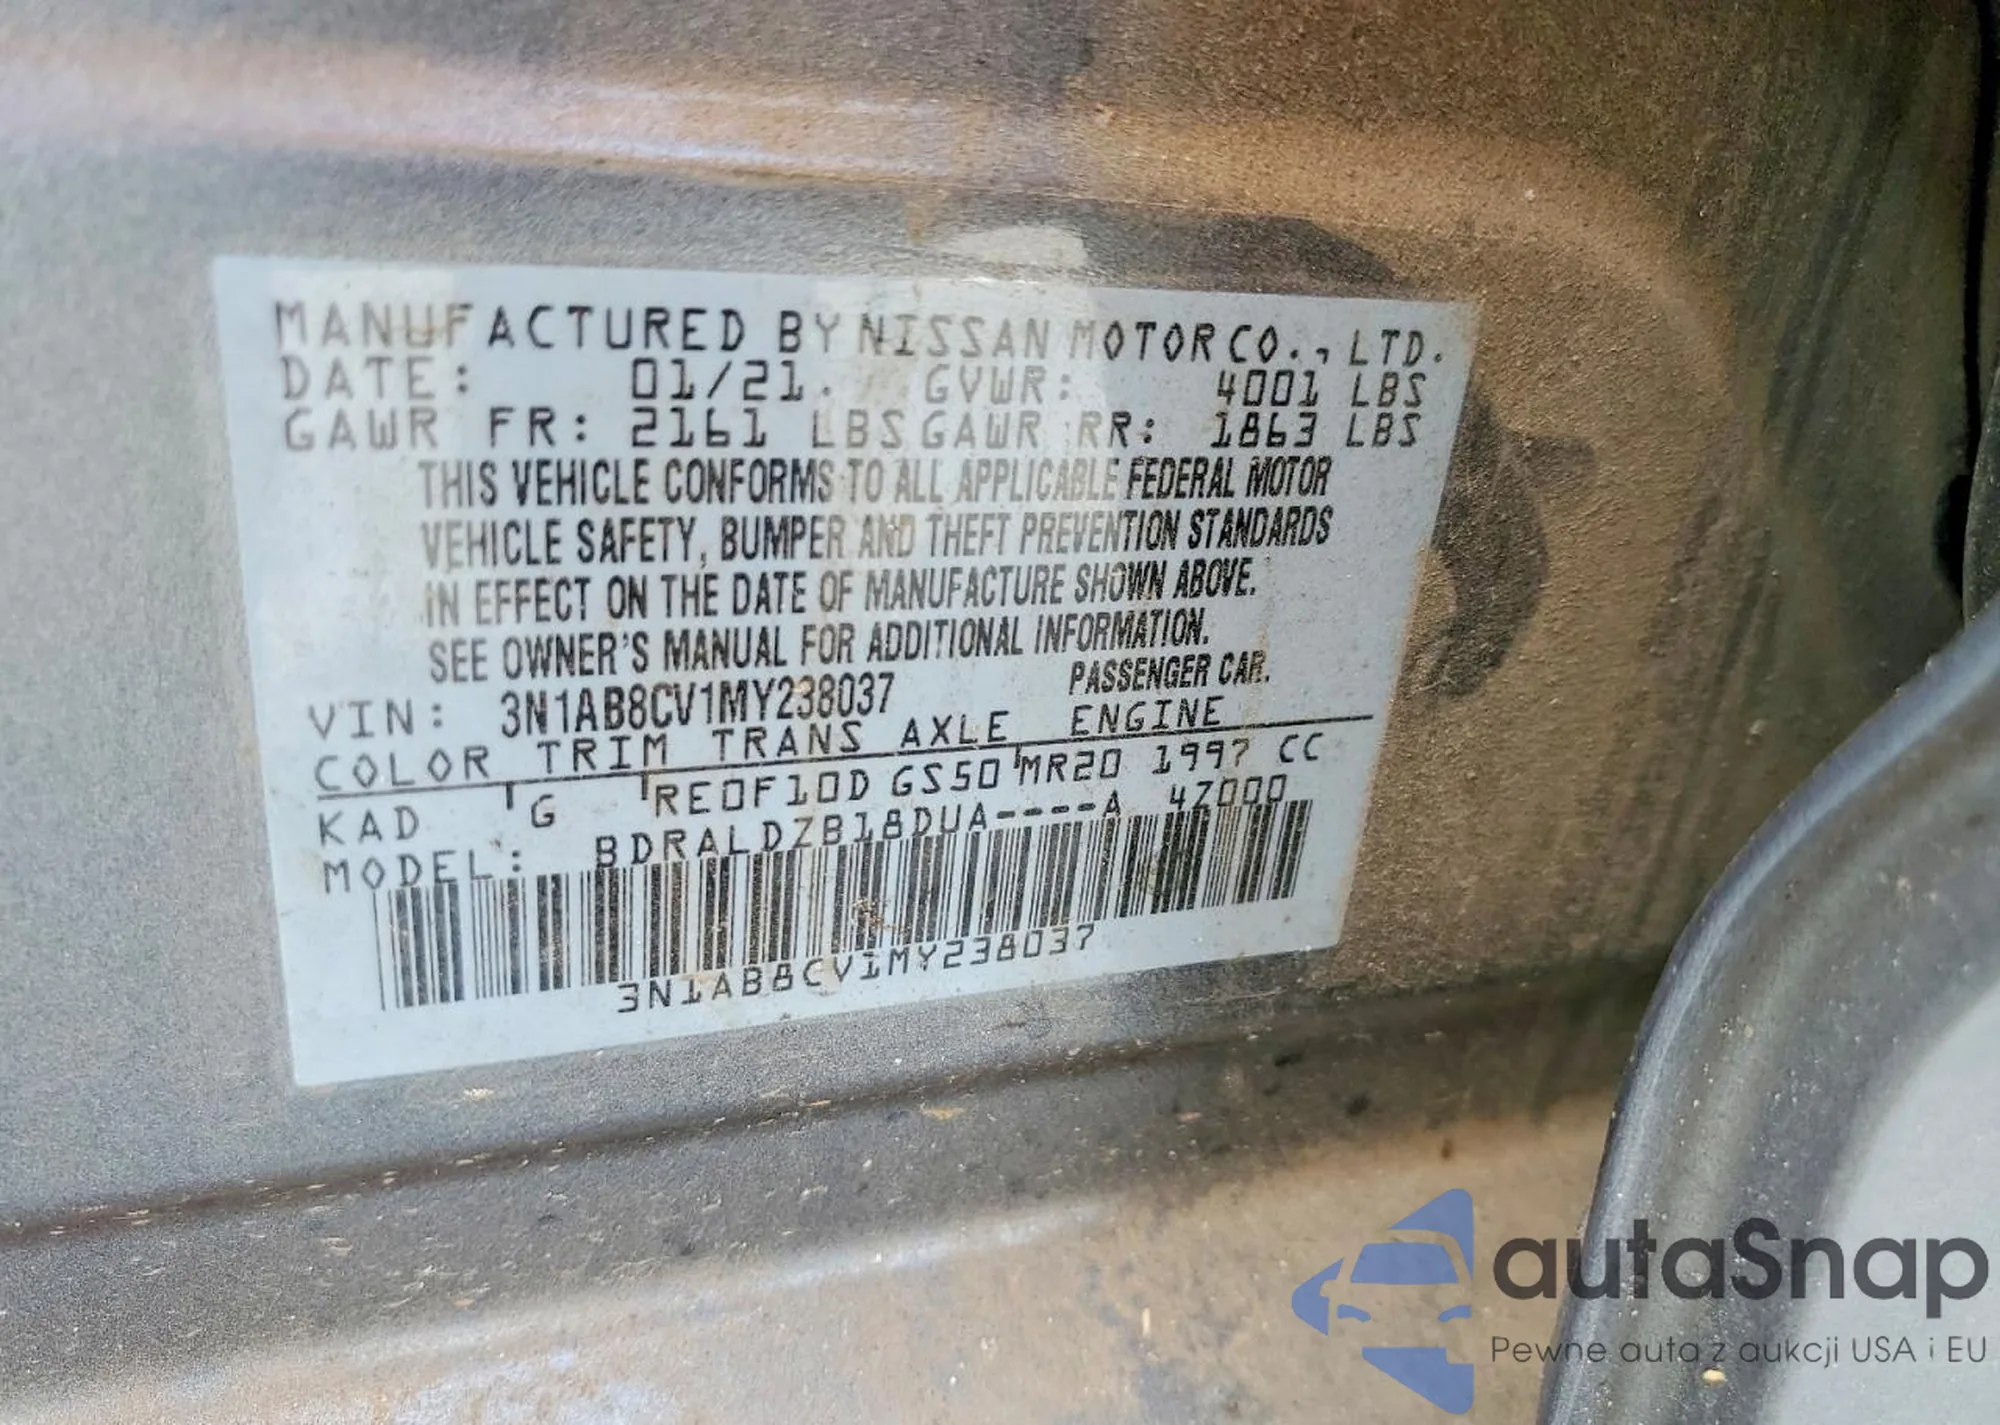 MANUFACTURED BY NISSAN MOTOR CO., LTD.
DATE: 01/21. GVWR: 4001 LBS
GAWR FR: 2161 LBS GAWR RR: 1863 LBS
THIS VEHICLE CONFORMS TO ALL APPLICABLE FEDERAL MOTOR
VEHICLE SAFETY, BUMPER AND THEFT PREVENTION STANDARDS
IN EFFECT ON THE DATE OF MANUFACTURE SHOWN ABOVE.
SEE OWNER'S MANUAL FOR ADDITIONAL INFORMATION.
VIN: 3N1AB8CV1MY238037 PASSENGER CAR.
COLOR TRIM TRANS AXLE ENGINE
KAD G RE0F10D GS50 MR20 1997 CC
MODEL: BDRALDZB18DUA----A 4Z000
3N1AB8CV1MY238037
autaSnap
Pewne auta z aukcji USA i EU